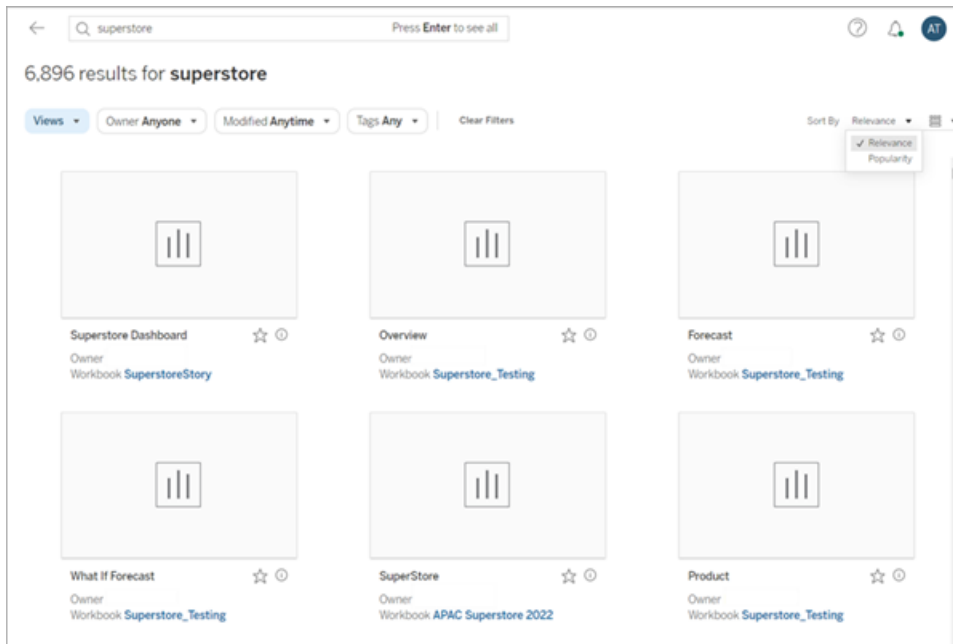 superstore Press Enter to see all AT
6,896 results for superstore
Views Owner Anyone Modified Anytime Tags Any Clear Filters Sort By Relevance
Relevance
Popularity
Superstore Dashboard Overview Forecast
Owner Owner Owner
Workbook SuperstoreStory Workbook Superstore_Testing Workbook Superstore_Testing
What If Forecast SuperStore Product
Owner Owner Owner
Workbook Superstore_Testing Workbook APAC Superstore 2022 Workbook Superstore_Testing